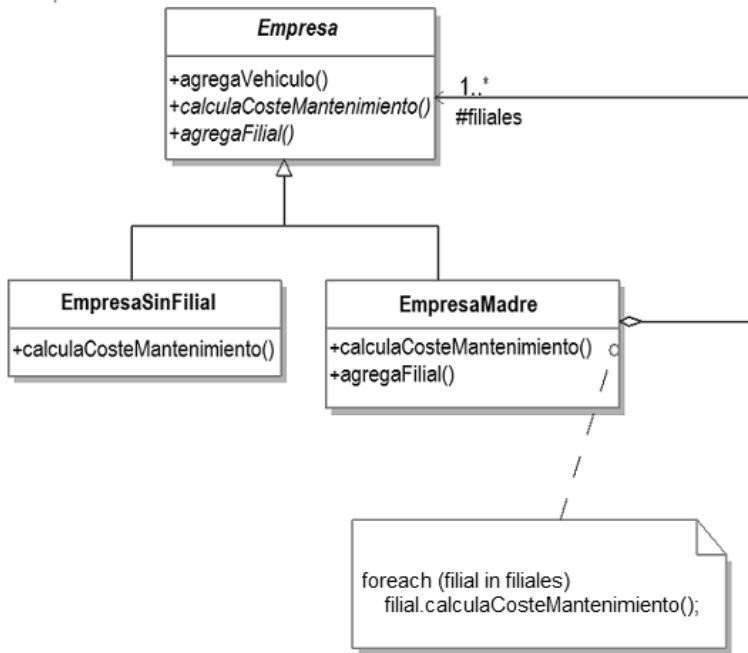 Empresa
+agregaVehiculo()
+calculaCosteMantenimiento()
+agregaFilial()
1..*
#filiales
EmpresaSinFilial
+calculaCosteMantenimiento()
EmpresaMadre
+calculaCosteMantenimiento()
+agregaFilial()
foreach (filial in filiales)
filial.calculaCosteMantenimiento();